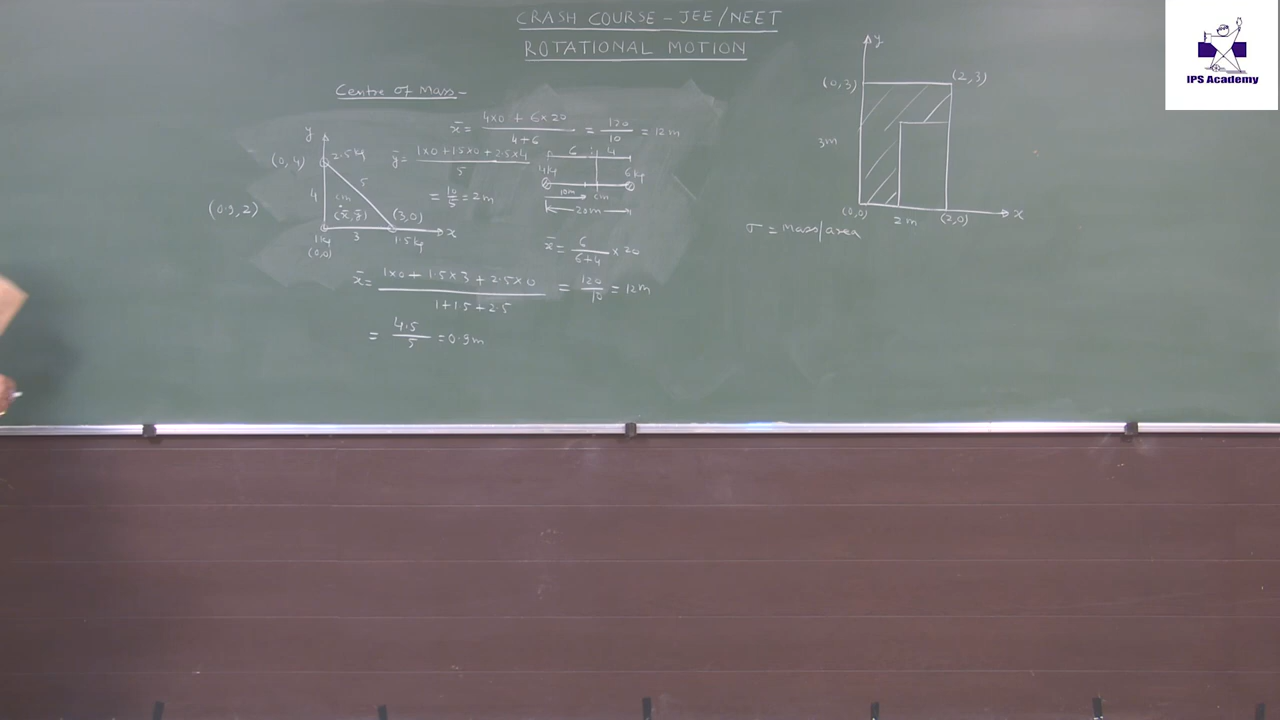 CRASH COURSE - JEE/NEET
ROTATIONAL MOTION
IPS Academy
Centre of Mass -
x̄ = (4×0 + 6×20)/(4+6) = 120/10 = 12 m
ȳ = (1×0 + 1.5×0 + 2.5×4)/5
= 10/5 = 2 m
y
(0, 4)
2.5 kg
4
5
cm
(x̄, ȳ)
(0.9, 2)
(3,0)
x
1 kg
3
1.5 kg
(0,0)
6 4
4 kg
6 kg
10m
cm
20 m
x̄ = 6/(6+4) × 20
= 120/10 = 12 m
x̄ = (1×0 + 1.5×3 + 2.5×0)/(1+1.5+2.5)
= 4.5/5 = 0.9 m
y
(0,3)
(2,3)
3m
(0,0)
2 m
(2,0)
x
σ = Mass/area